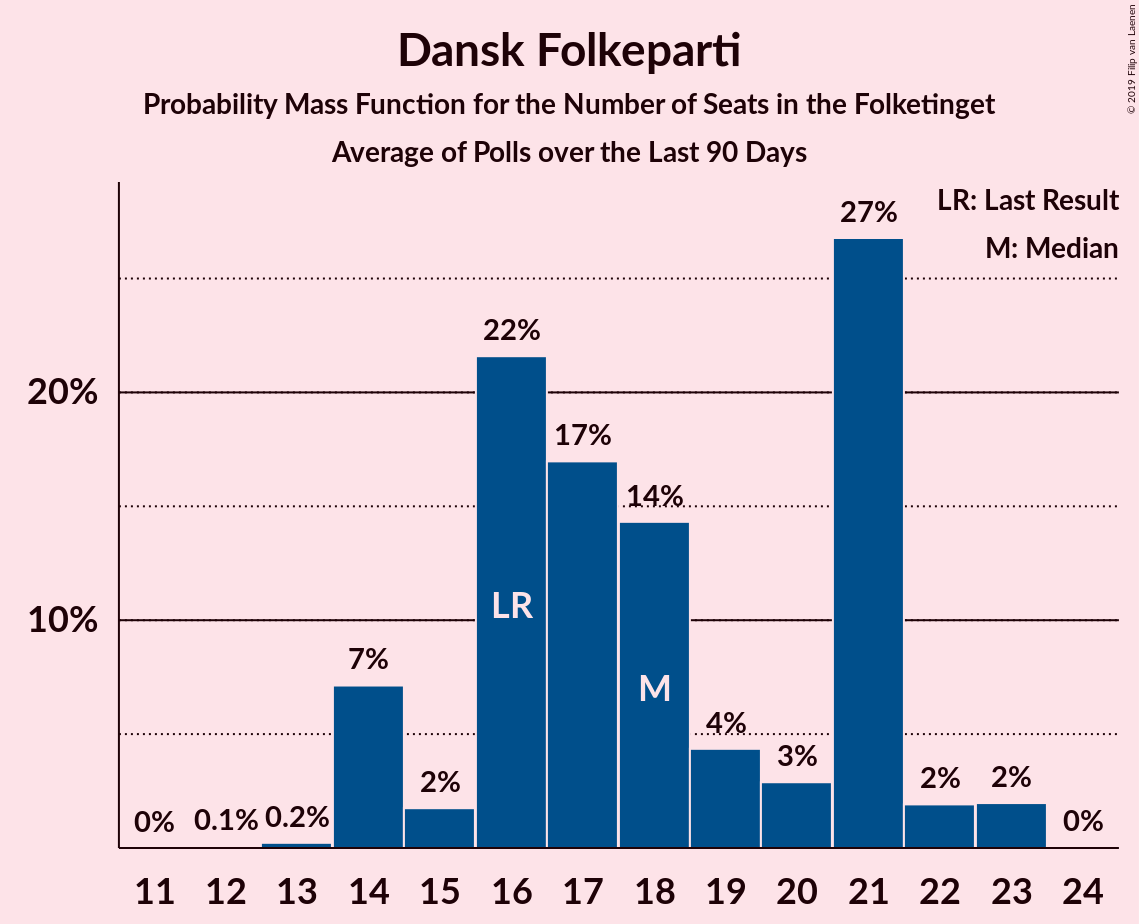 Dansk Folkeparti
Probability Mass Function for the Number of Seats in the Folketinget
Average of Polls over the Last 90 Days
© 2019 Filip van Laenen
LR: Last Result
M: Median
27%
22%
20%
17%
14%
10%
LR
7%
M
4%
3%
2%
2%
2%
0%
0.1%
0.2%
0%
11 12 13 14 15 16 17 18 19 20 21 22 23 24